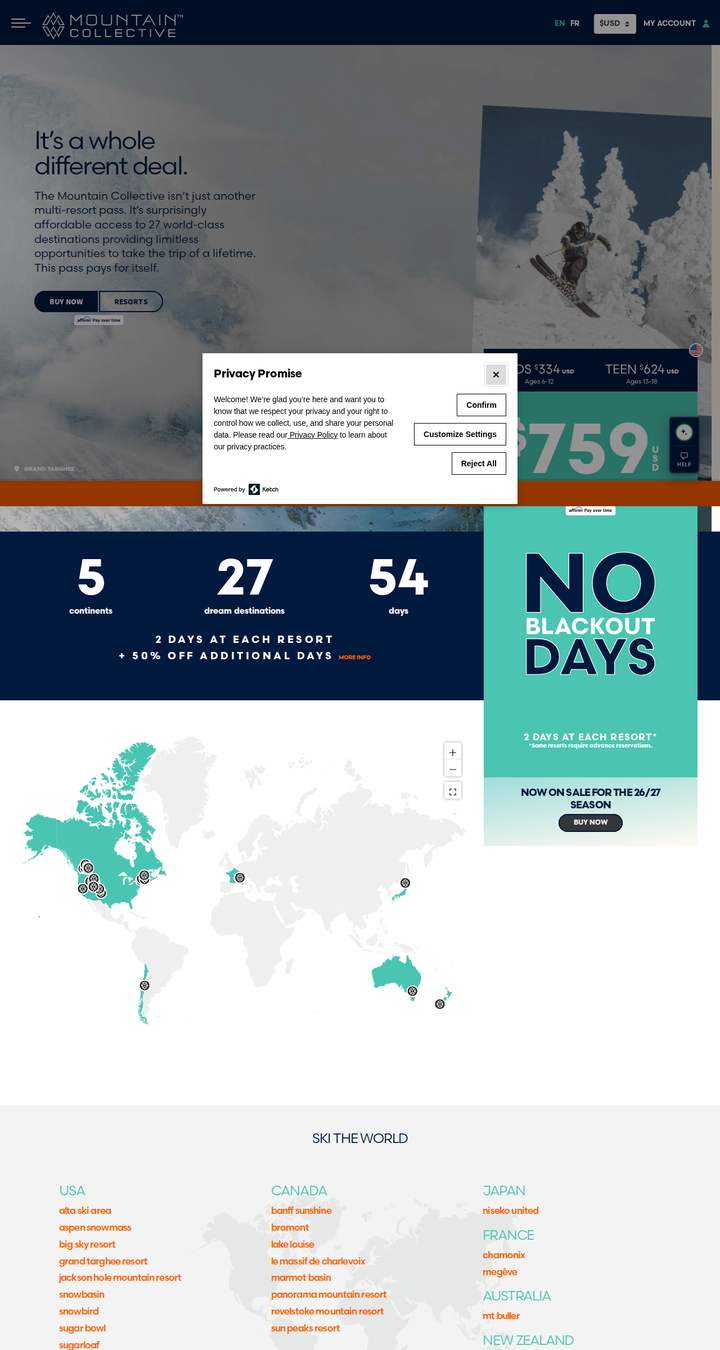 MOUNTAIN™
COLLECTIVE
EN FR
$USD
MY ACCOUNT
It's a whole
different deal.
The Mountain Collective isn't just another
multi-resort pass. It's surprisingly
affordable access to 27 world-class
destinations providing limitless
opportunities to take the trip of a lifetime.
This pass pays for itself.
BUY NOW
RESORTS
affirm Pay over time
GRAND TARGHEE
Privacy Promise
Welcome! We're glad you're here and want you to
know that we respect your privacy and your right to
control how we collect, use, and share your personal
data. Please read our Privacy Policy to learn about
our privacy practices.
Confirm
Customize Settings
Reject All
Powered by Ketch
$334 USD
Ages 6-12
TEEN $624 USD
Ages 13-18
$759 USD
HELP
affirm Pay over time
NO
BLACKOUT
DAYS
2 DAYS AT EACH RESORT*
*Some resorts require advance reservations.
NOW ON SALE FOR THE 26/27
SEASON
BUY NOW
5
continents
27
dream destinations
54
days
2 DAYS AT EACH RESORT
+ 50% OFF ADDITIONAL DAYS MORE INFO
+
−
SKI THE WORLD
USA
alta ski area
aspen snowmass
big sky resort
grand targhee resort
jackson hole mountain resort
snowbasin
snowbird
sugar bowl
sugarloaf
CANADA
banff sunshine
bromont
lake louise
le massif de charlevoix
marmot basin
panorama mountain resort
revelstoke mountain resort
sun peaks resort
JAPAN
niseko united
FRANCE
chamonix
megève
AUSTRALIA
mt buller
NEW ZEALAND